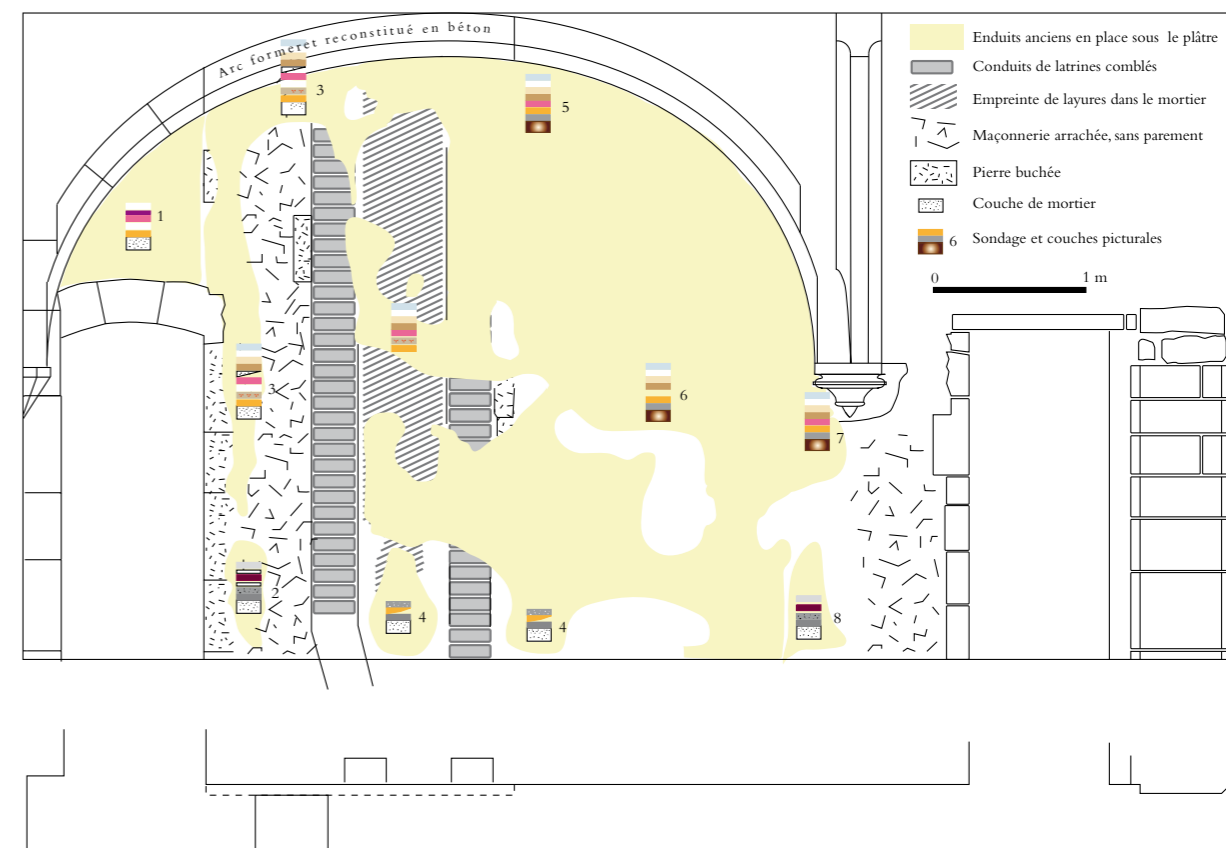 Arc formeret reconstitué en béton
3
5
1
3
6
7
2
4
4
8
Enduits anciens en place sous le plâtre
Conduits de latrines comblés
Empreinte de layures dans le mortier
Maçonnerie arrachée, sans parement
Pierre buchée
Couche de mortier
6 Sondage et couches picturales
0 1 m